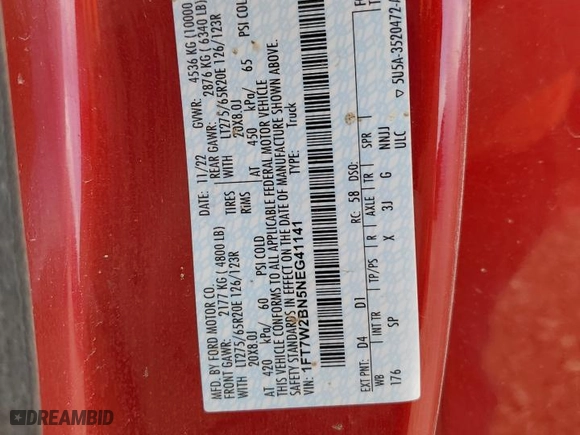 MFD. BY FORD MOTOR CO.
DATE: 11/22
GVWR: 4536 KG (10000
FRONT GAWR: 2177 KG ( 4800 LB)
REAR GAWR: 2876 KG ( 6340 LB)
WITH LT275/65R20E 126/123R TIRES
WITH LT275/65R20E 126/123R
20X8.0J RIMS
20X8.0J
AT 420 kPa/ 60 PSI COLD
AT 450 kPa/ 65 PSI COLD
THIS VEHICLE CONFORMS TO ALL APPLICABLE FEDERAL MOTOR VEHICLE
SAFETY STANDARDS IN EFFECT ON THE DATE OF MANUFACTURE SHOWN ABOVE.
VIN: 1FT7W2BN5NEG41141
TYPE: Truck
EXT PNT: D4 D1 RC: 58 DSO:
WB INT TR TP/PS R AXLE TR SPR
176 SP X 3J G NNJJ
ULC
5U5A-3520472-
DREAMBID